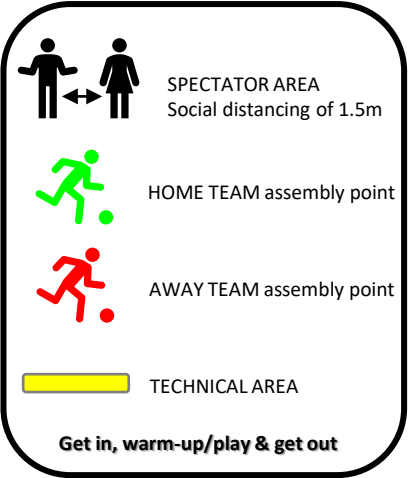 SPECTATOR AREA
Social distancing of 1.5m
HOME TEAM assembly point
AWAY TEAM assembly point
TECHNICAL AREA
Get in, warm-up/play & get out